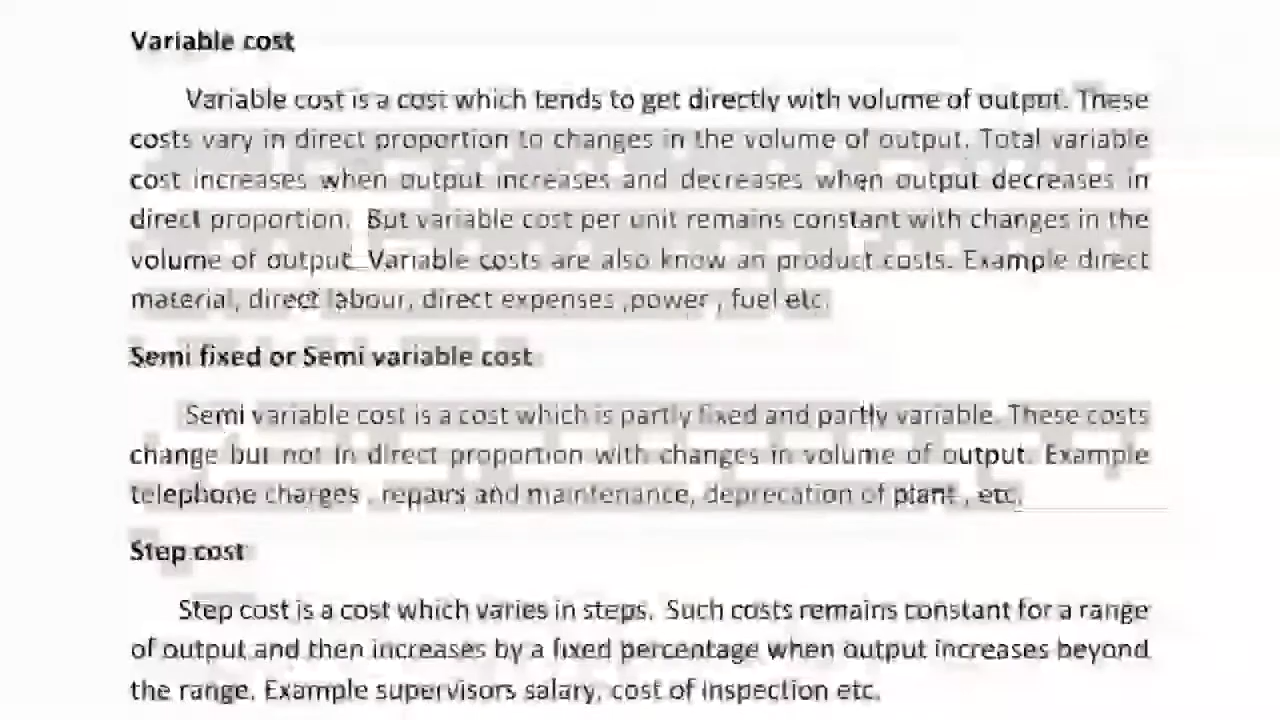 Variable cost
Variable cost is a cost which tends to get directly with volume of output. These
costs vary in direct proportion to changes in the volume of output. Total variable
cost increases when output increases and decreases when output decreases in
direct proportion. But variable cost per unit remains constant with changes in the
volume of output. Variable costs are also know an product costs. Example direct
material, direct labour, direct expenses ,power , fuel etc.
Semi fixed or Semi variable cost
Semi variable cost is a cost which is partly fixed and partly variable. These costs
change but not in direct proportion with changes in volume of output. Example
telephone charges , repairs and maintenance, deprecation of plant , etc.
Step cost
Step cost is a cost which varies in steps. Such costs remains constant for a range
of output and then increases by a fixed percentage when output increases beyond
the range. Example supervisors salary, cost of inspection etc.